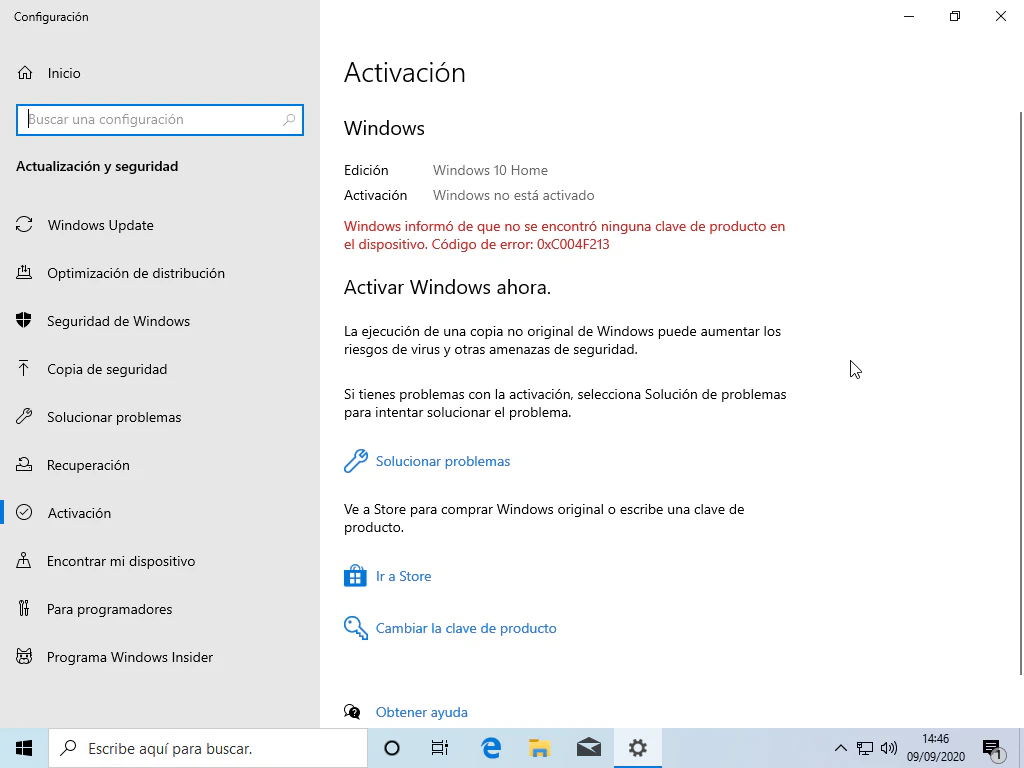 Configuración
Inicio
Buscar una configuración
Actualización y seguridad
Windows Update
Optimización de distribución
Seguridad de Windows
Copia de seguridad
Solucionar problemas
Recuperación
Activación
Encontrar mi dispositivo
Para programadores
Programa Windows Insider
Activación
Windows
Edición Windows 10 Home
Activación Windows no está activado
Windows informó de que no se encontró ninguna clave de producto en
el dispositivo. Código de error: 0xC004F213
Activar Windows ahora.
La ejecución de una copia no original de Windows puede aumentar los
riesgos de virus y otras amenazas de seguridad.
Si tienes problemas con la activación, selecciona Solución de problemas
para intentar solucionar el problema.
Solucionar problemas
Ve a Store para comprar Windows original o escribe una clave de
producto.
Ir a Store
Cambiar la clave de producto
Obtener ayuda
Escribe aquí para buscar.
14:46
09/09/2020
1